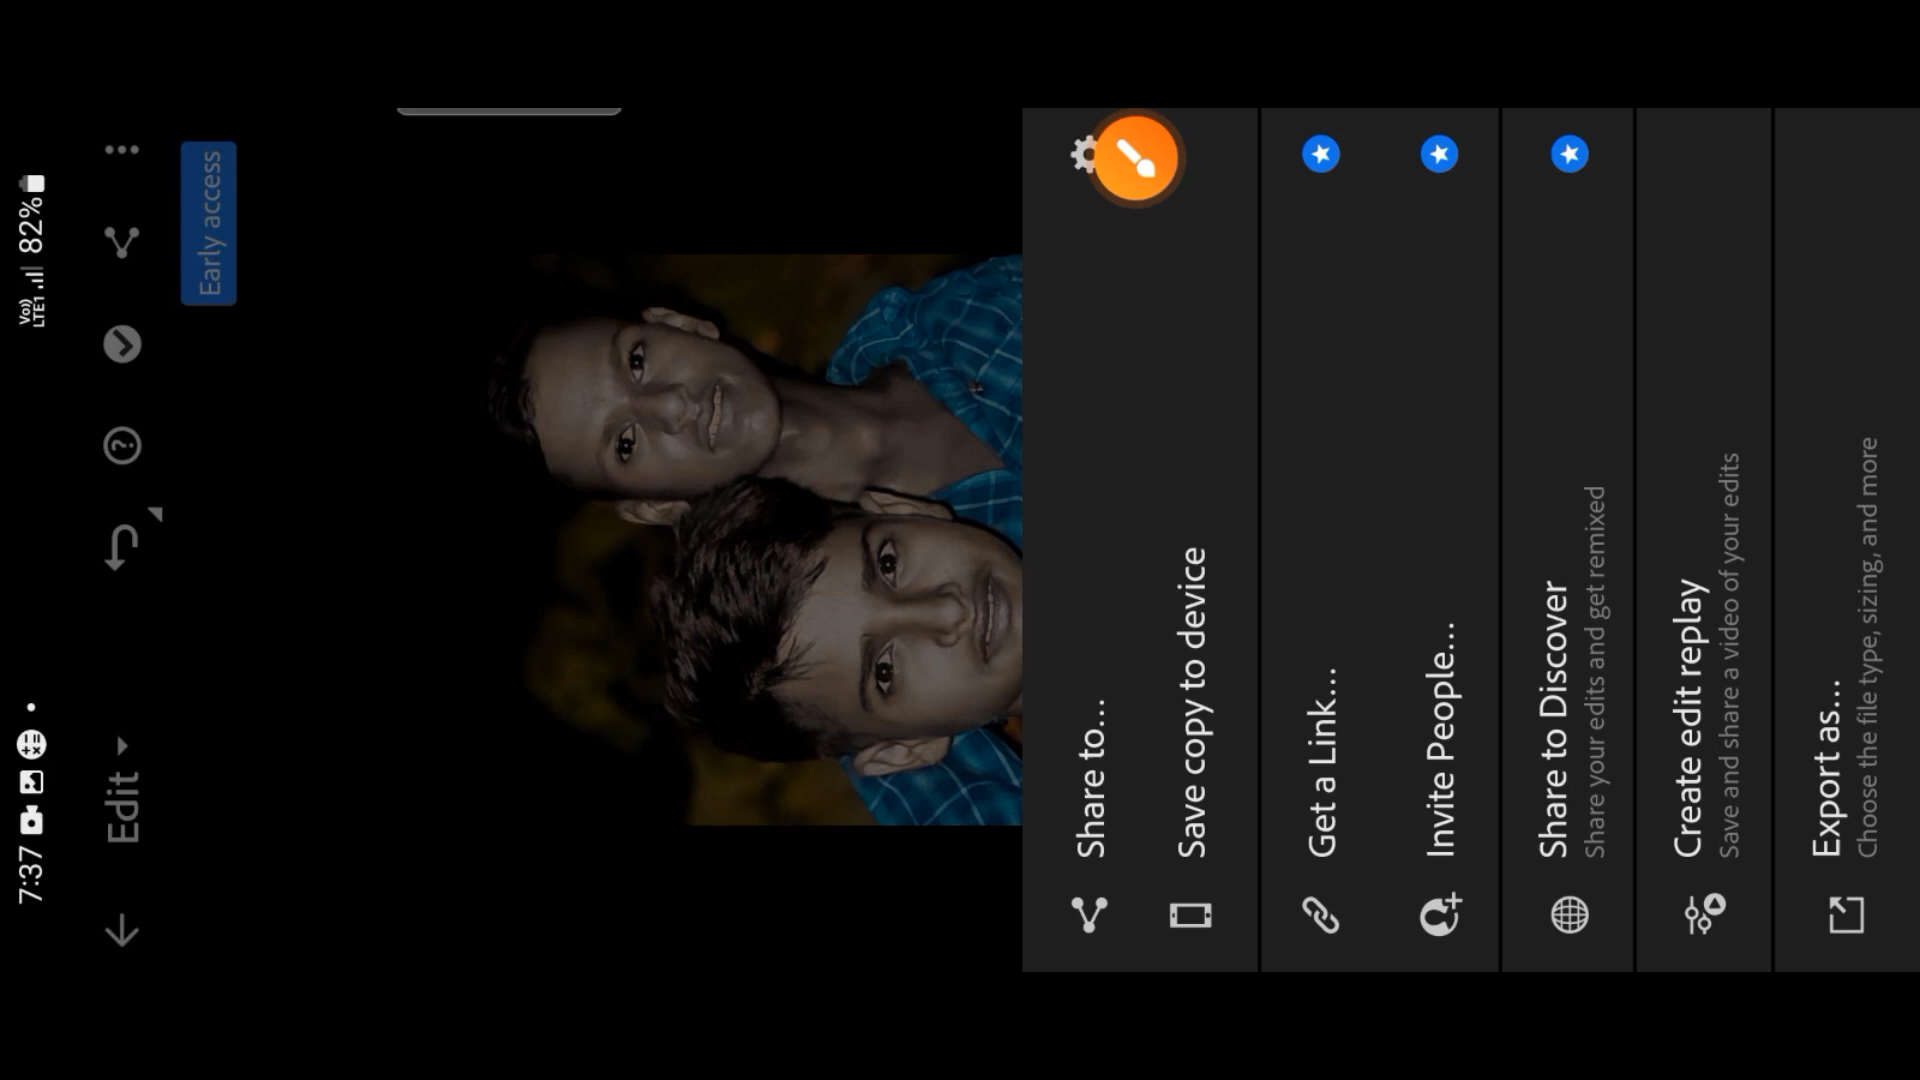 7:37
Vo))
LTE1
82%
Edit
Early access
Share to...
Save copy to device
Get a Link...
Invite People...
Share to Discover
Share your edits and get remixed
Create edit replay
Save and share a video of your edits
Export as...
Choose the file type, sizing, and more